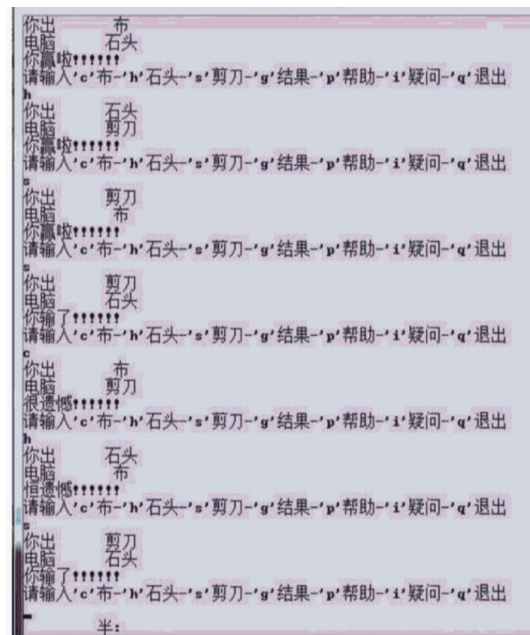 你出 布
电脑 石头
你赢啦!!!!!!
请输入'c'布-'h'石头-'s'剪刀-'g'结果-'p'帮助-'i'疑问-'q'退出
h
你出 石头
电脑 剪刀
你赢啦!!!!!!
请输入'c'布-'h'石头-'s'剪刀-'g'结果-'p'帮助-'i'疑问-'q'退出
s
你出 剪刀
电脑 布
你赢啦!!!!!!
请输入'c'布-'h'石头-'s'剪刀-'g'结果-'p'帮助-'i'疑问-'q'退出
s
你出 剪刀
电脑 石头
你输了!!!!!!
请输入'c'布-'h'石头-'s'剪刀-'g'结果-'p'帮助-'i'疑问-'q'退出
c
你出 布
电脑 剪刀
很遗憾!!!!!!
请输入'c'布-'h'石头-'s'剪刀-'g'结果-'p'帮助-'i'疑问-'q'退出
h
你出 石头
电脑 布
恒遗憾!!!!!!
请输入'c'布-'h'石头-'s'剪刀-'g'结果-'p'帮助-'i'疑问-'q'退出
s
你出 剪刀
电脑 石头
你输了!!!!!!
请输入'c'布-'h'石头-'s'剪刀-'g'结果-'p'帮助-'i'疑问-'q'退出
半: